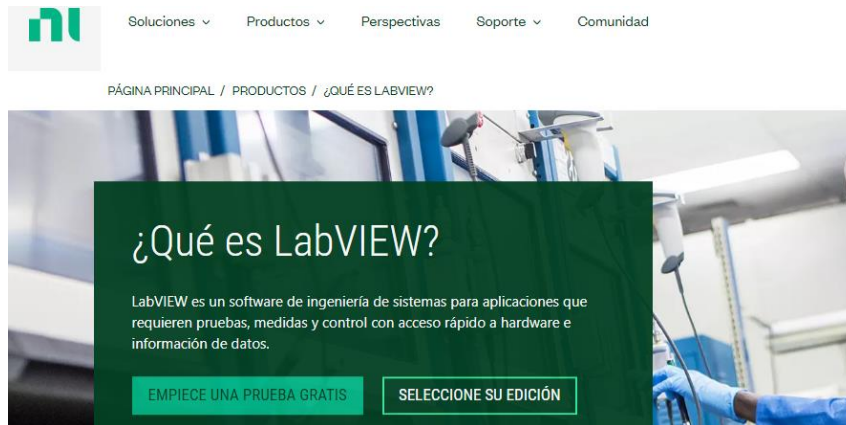 ni
Soluciones Productos Perspectivas Soporte Comunidad
PÁGINA PRINCIPAL / PRODUCTOS / ¿QUÉ ES LABVIEW?
¿Qué es LabVIEW?
LabVIEW es un software de ingeniería de sistemas para aplicaciones que
requieren pruebas, medidas y control con acceso rápido a hardware e
información de datos.
EMPIECE UNA PRUEBA GRATIS SELECCIONE SU EDICIÓN